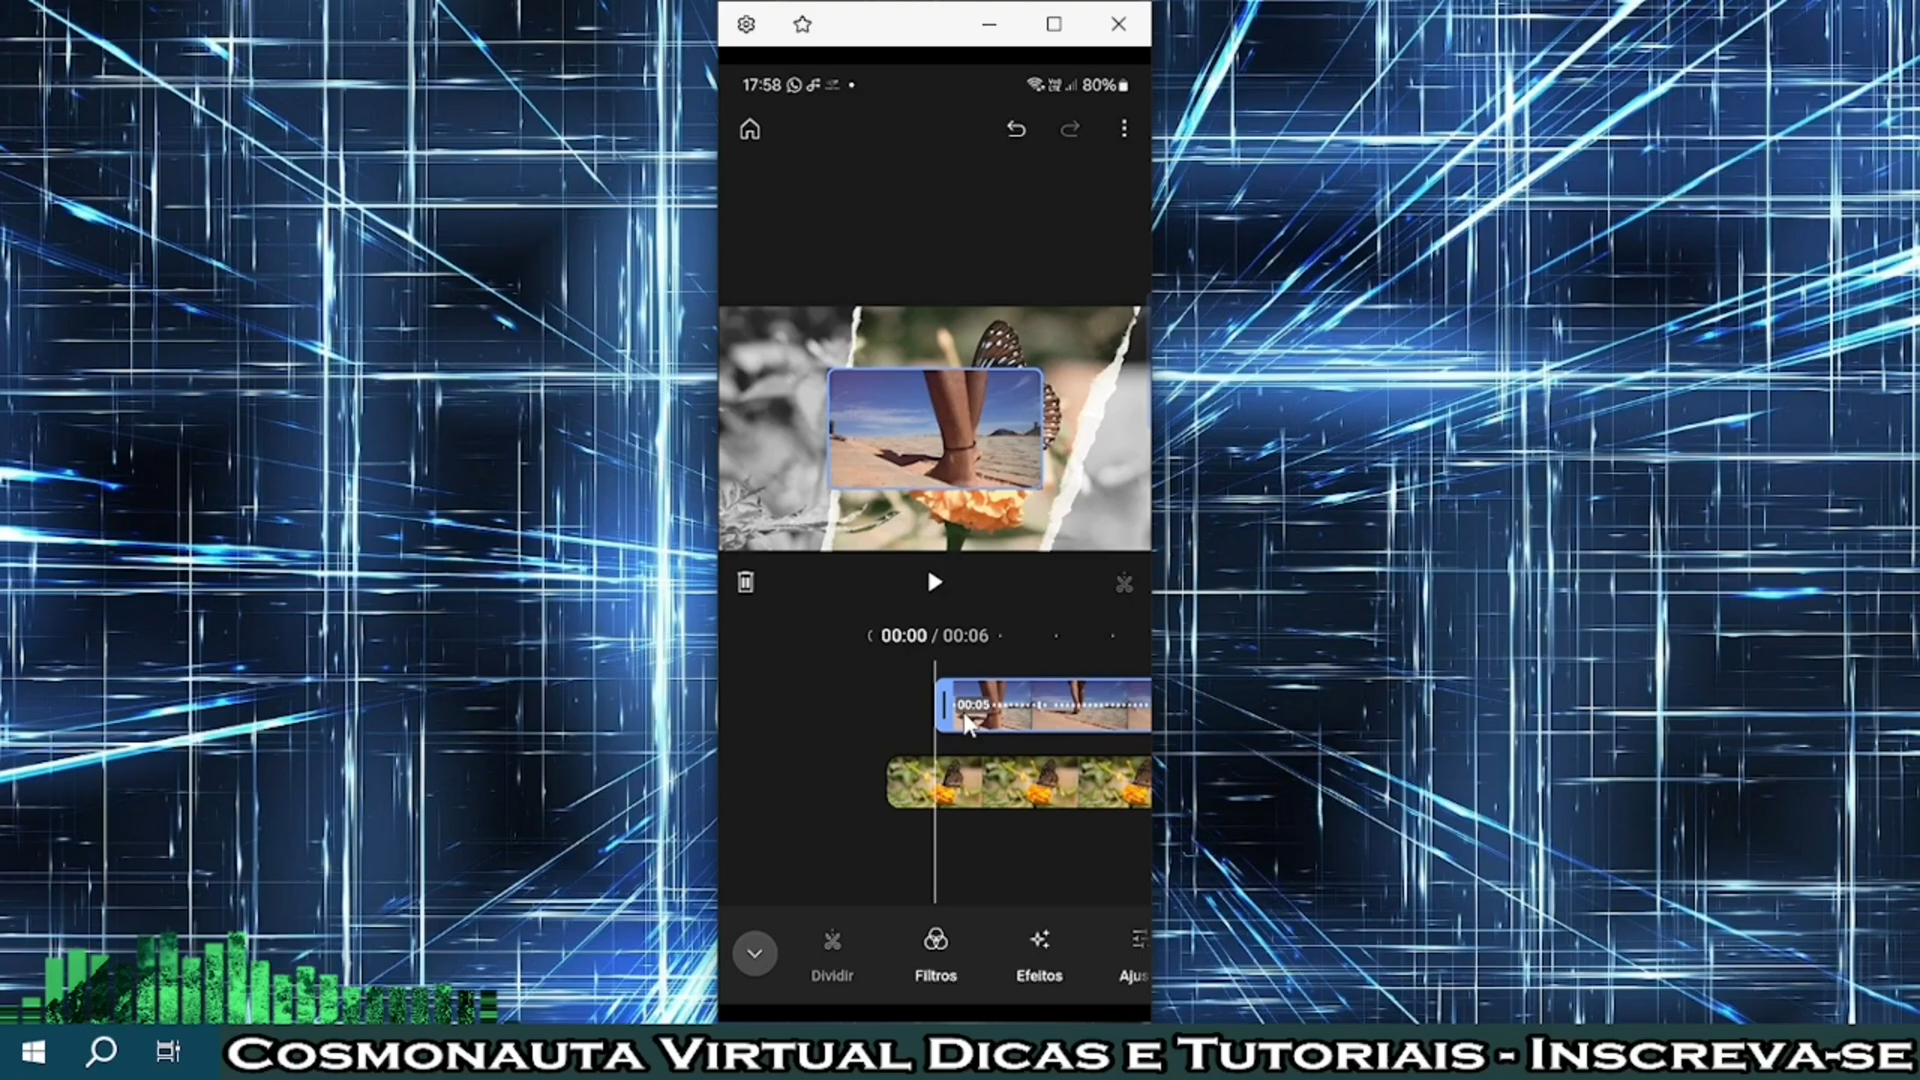 17:58
80%
00:00 / 00:06
00:05
Dividir
Filtros
Efeitos
Ajus
Cosmonauta Virtual Dicas e Tutoriais - Inscreva-se